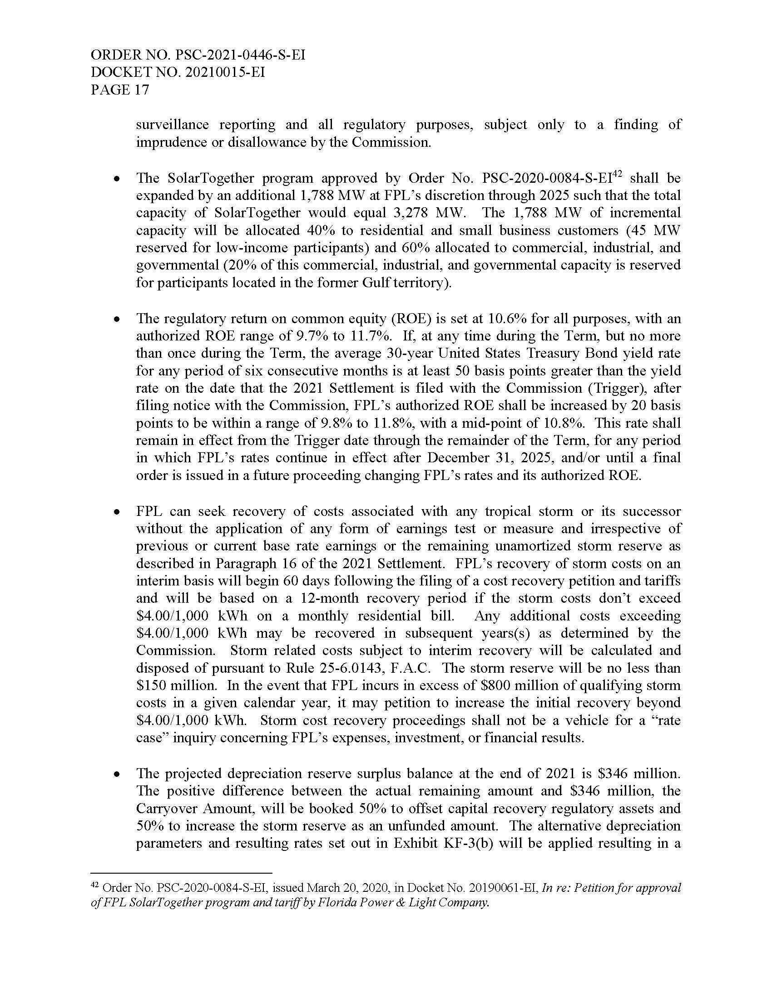 ORDER NO. PSC-2021-0446-S-EI
DOCKET NO. 20210015-EI
PAGE 17
surveillance reporting and all regulatory purposes, subject only to a finding of
imprudence or disallowance by the Commission.
• The SolarTogether program approved by Order No. PSC-2020-0084-S-EI42 shall be
expanded by an additional 1,788 MW at FPL’s discretion through 2025 such that the total
capacity of SolarTogether would equal 3,278 MW. The 1,788 MW of incremental
capacity will be allocated 40% to residential and small business customers (45 MW
reserved for low-income participants) and 60% allocated to commercial, industrial, and
governmental (20% of this commercial, industrial, and governmental capacity is reserved
for participants located in the former Gulf territory).
• The regulatory return on common equity (ROE) is set at 10.6% for all purposes, with an
authorized ROE range of 9.7% to 11.7%. If, at any time during the Term, but no more
than once during the Term, the average 30-year United States Treasury Bond yield rate
for any period of six consecutive months is at least 50 basis points greater than the yield
rate on the date that the 2021 Settlement is filed with the Commission (Trigger), after
filing notice with the Commission, FPL’s authorized ROE shall be increased by 20 basis
points to be within a range of 9.8% to 11.8%, with a mid-point of 10.8%. This rate shall
remain in effect from the Trigger date through the remainder of the Term, for any period
in which FPL’s rates continue in effect after December 31, 2025, and/or until a final
order is issued in a future proceeding changing FPL’s rates and its authorized ROE.
• FPL can seek recovery of costs associated with any tropical storm or its successor
without the application of any form of earnings test or measure and irrespective of
previous or current base rate earnings or the remaining unamortized storm reserve as
described in Paragraph 16 of the 2021 Settlement. FPL’s recovery of storm costs on an
interim basis will begin 60 days following the filing of a cost recovery petition and tariffs
and will be based on a 12-month recovery period if the storm costs don’t exceed
$4.00/1,000 kWh on a monthly residential bill. Any additional costs exceeding
$4.00/1,000 kWh may be recovered in subsequent years(s) as determined by the
Commission. Storm related costs subject to interim recovery will be calculated and
disposed of pursuant to Rule 25-6.0143, F.A.C. The storm reserve will be no less than
$150 million. In the event that FPL incurs in excess of $800 million of qualifying storm
costs in a given calendar year, it may petition to increase the initial recovery beyond
$4.00/1,000 kWh. Storm cost recovery proceedings shall not be a vehicle for a “rate
case” inquiry concerning FPL’s expenses, investment, or financial results.
• The projected depreciation reserve surplus balance at the end of 2021 is $346 million.
The positive difference between the actual remaining amount and $346 million, the
Carryover Amount, will be booked 50% to offset capital recovery regulatory assets and
50% to increase the storm reserve as an unfunded amount. The alternative depreciation
parameters and resulting rates set out in Exhibit KF-3(b) will be applied resulting in a
42 Order No. PSC-2020-0084-S-EI, issued March 20, 2020, in Docket No. 20190061-EI, In re: Petition for approval
of FPL SolarTogether program and tariff by Florida Power & Light Company.